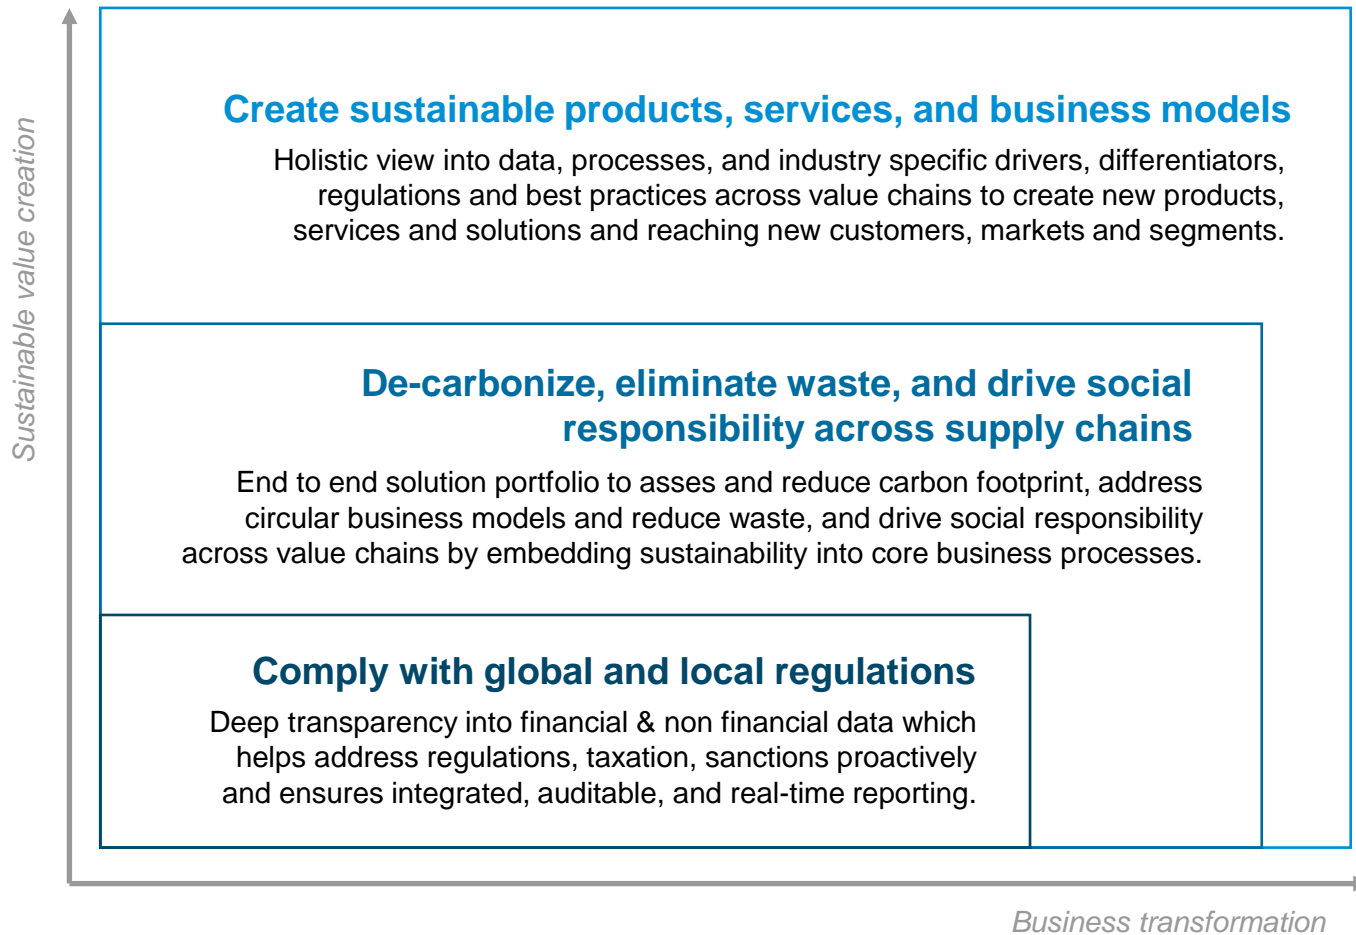 Sustainable value creation
Create sustainable products, services, and business models
Holistic view into data, processes, and industry specific drivers, differentiators,
regulations and best practices across value chains to create new products,
services and solutions and reaching new customers, markets and segments.
De-carbonize, eliminate waste, and drive social
responsibility across supply chains
End to end solution portfolio to asses and reduce carbon footprint, address
circular business models and reduce waste, and drive social responsibility
across value chains by embedding sustainability into core business processes.
Comply with global and local regulations
Deep transparency into financial & non financial data which
helps address regulations, taxation, sanctions proactively
and ensures integrated, auditable, and real-time reporting.
Business transformation